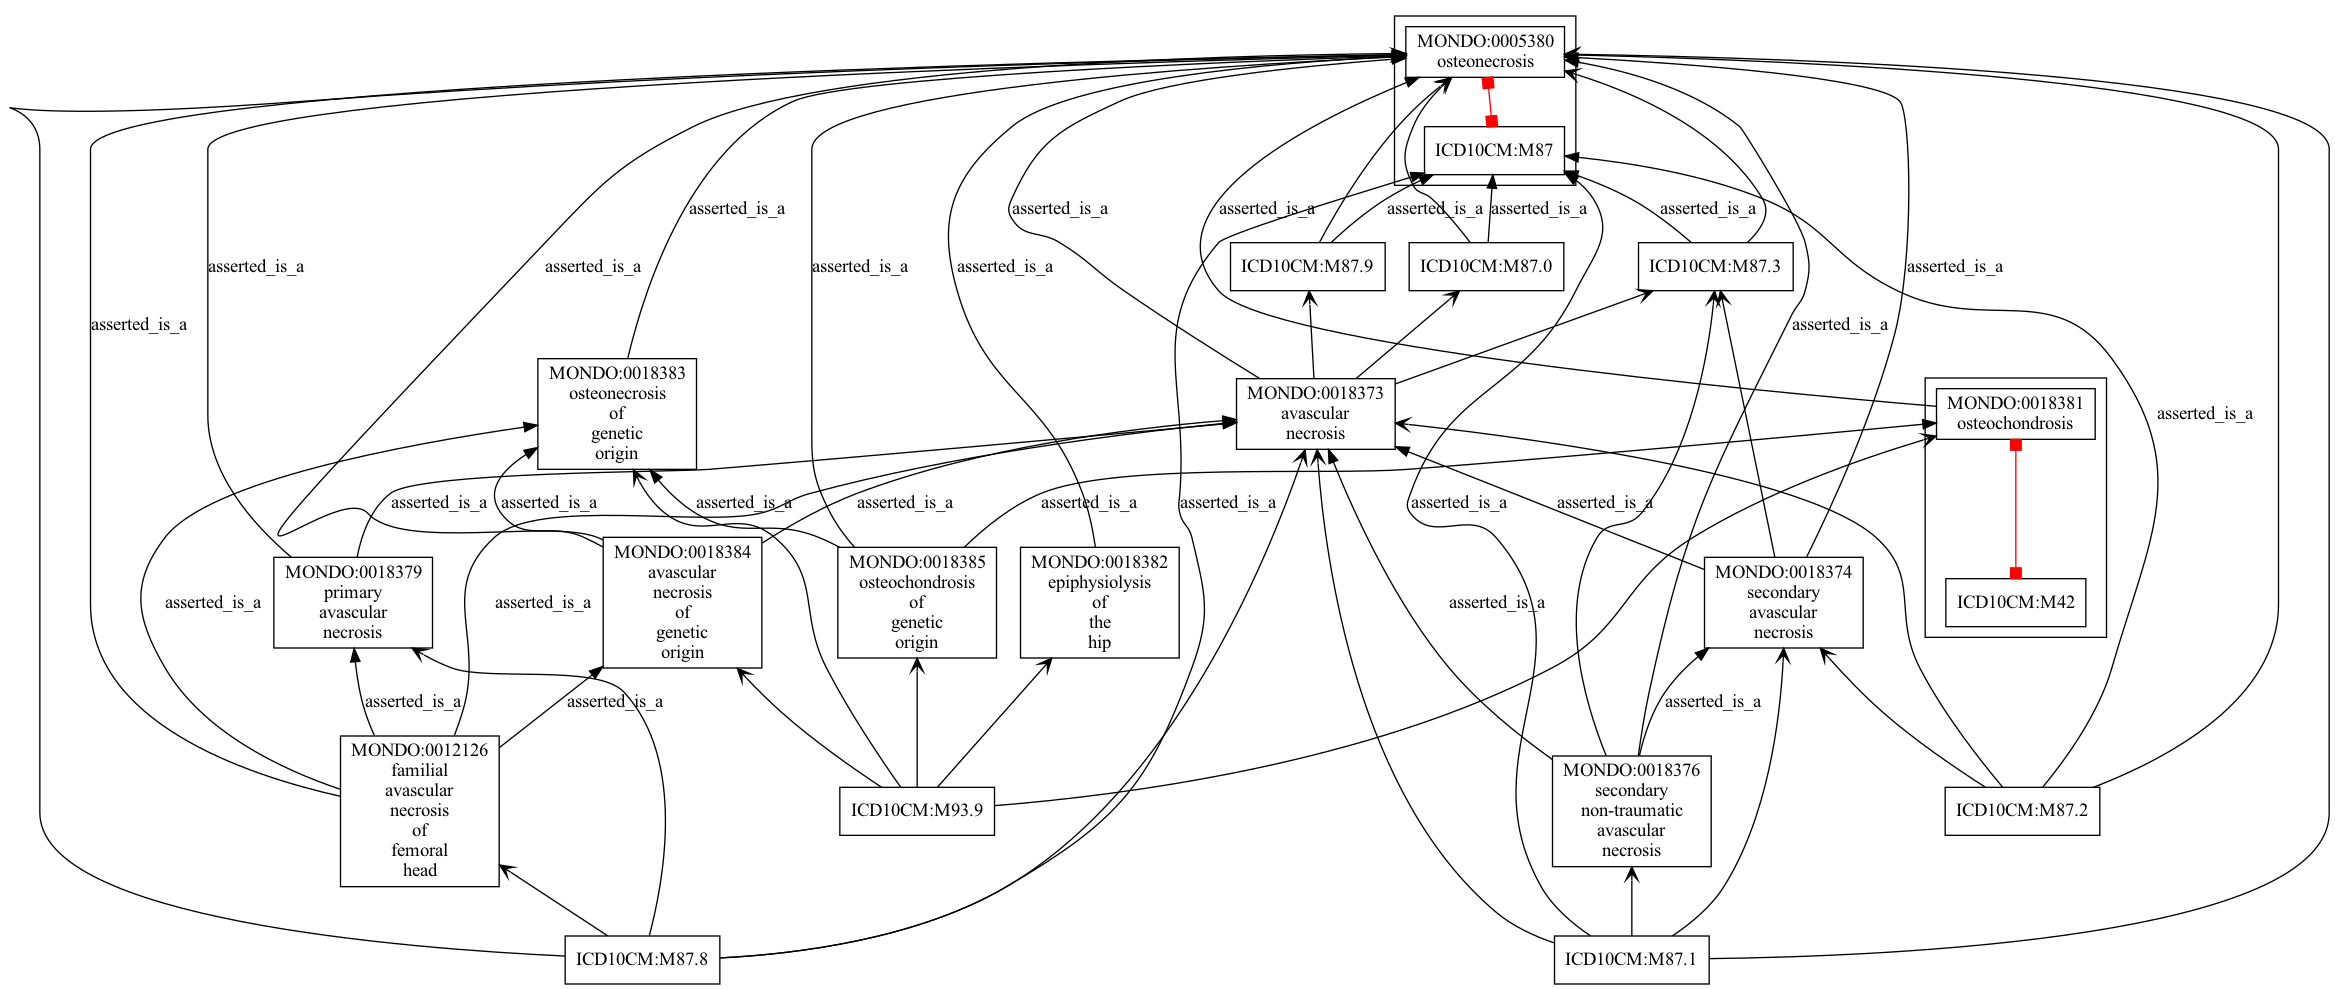 MONDO:0005380
osteonecrosis
ICD10CM:M87
asserted_is_a
asserted_is_a
asserted_is_a
asserted_is_a
asserted_is_a
asserted_is_a
asserted_is_a
asserted_is_a
asserted_is_a
asserted_is_a
asserted_is_a
asserted_is_a
ICD10CM:M87.9
ICD10CM:M87.0
ICD10CM:M87.3
asserted_is_a
asserted_is_a
MONDO:0018383
osteonecrosis
of
genetic
origin
MONDO:0018373
avascular
necrosis
MONDO:0018381
osteochondrosis
asserted_is_a
asserted_is_a
asserted_is_a
asserted_is_a
asserted_is_a
asserted_is_a
asserted_is_a
asserted_is_a
asserted_is_a
MONDO:0018379
primary
avascular
necrosis
MONDO:0018384
avascular
necrosis
of
genetic
origin
MONDO:0018385
osteochondrosis
of
genetic
origin
MONDO:0018382
epiphysiolysis
of
the
hip
MONDO:0018374
secondary
avascular
necrosis
ICD10CM:M42
asserted_is_a
asserted_is_a
asserted_is_a
asserted_is_a
asserted_is_a
asserted_is_a
MONDO:0012126
familial
avascular
necrosis
of
femoral
head
ICD10CM:M93.9
MONDO:0018376
secondary
non-traumatic
avascular
necrosis
ICD10CM:M87.2
ICD10CM:M87.8
ICD10CM:M87.1